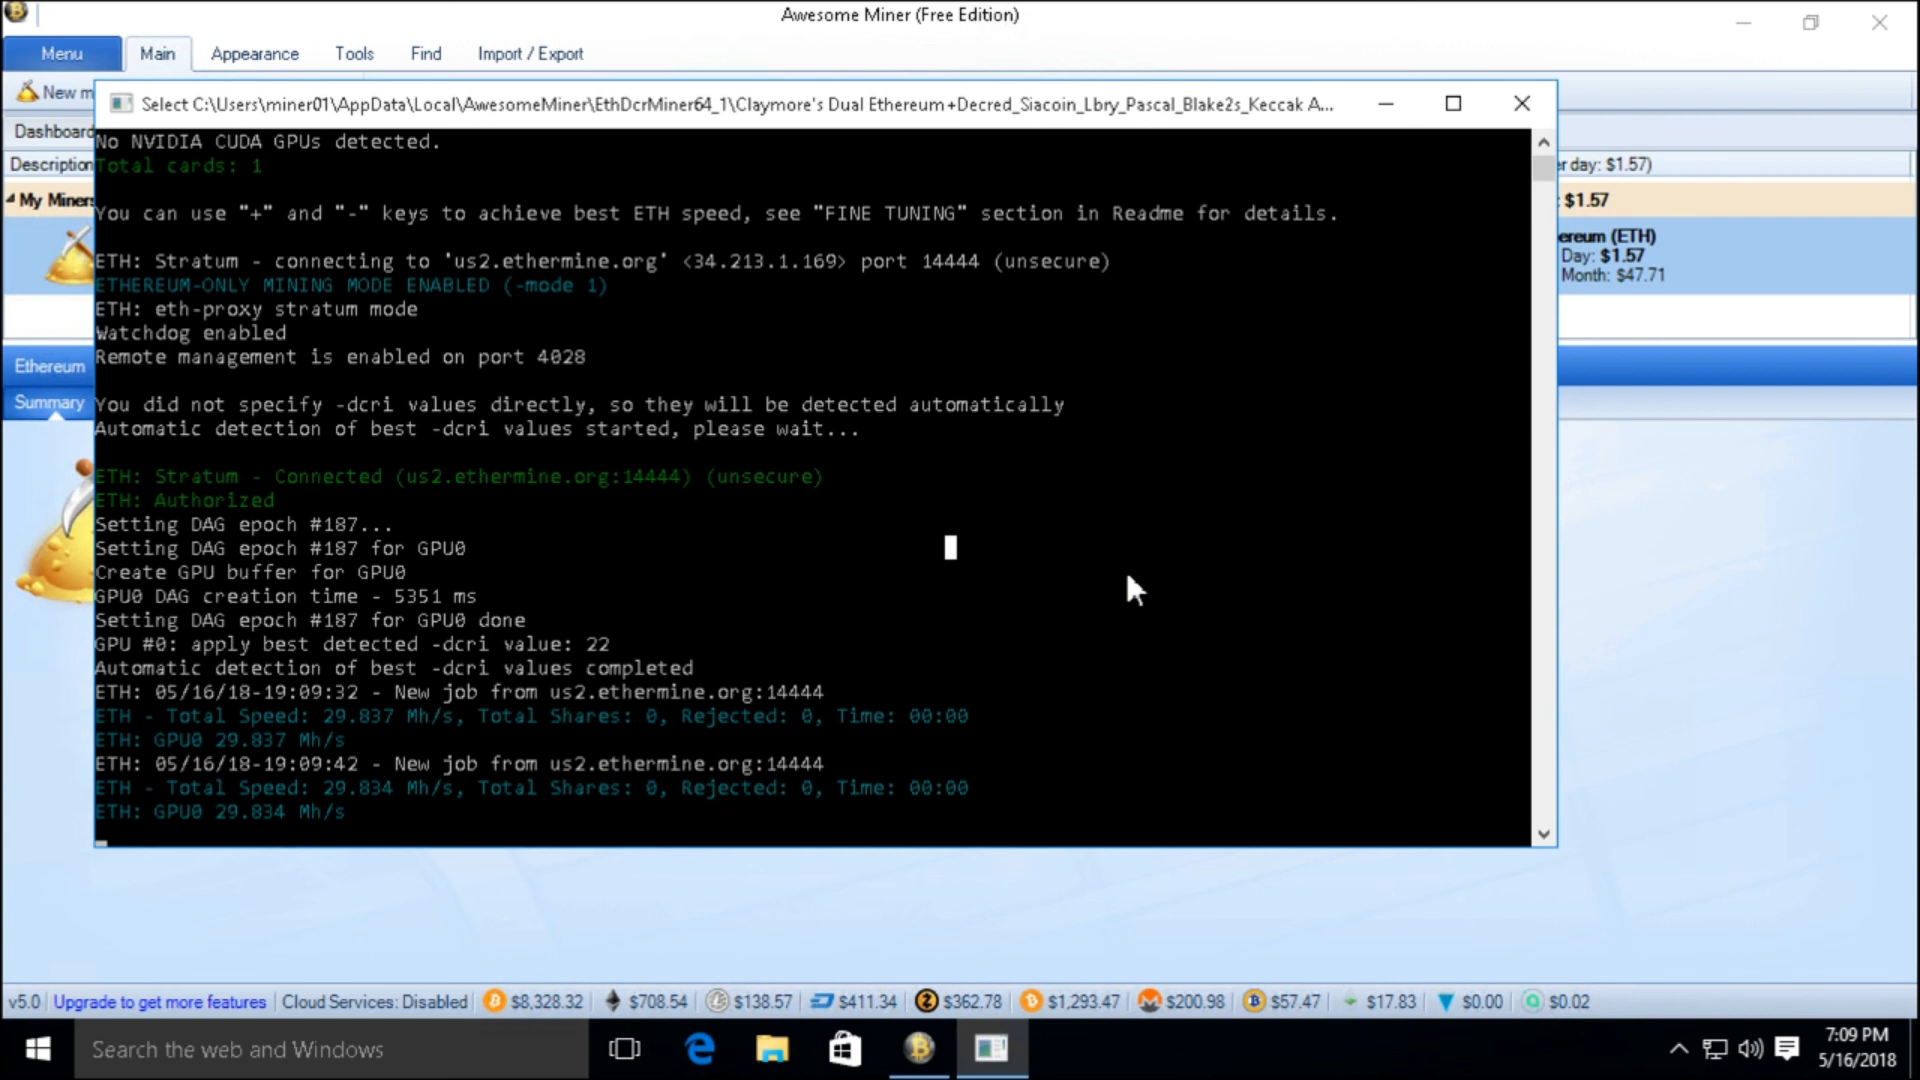 Awesome Miner (Free Edition)
Menu Main Appearance Tools Find Import / Export
New m
Select C:\Users\miner01\AppData\Local\AwesomeMiner\EthDcrMiner64_1\Claymore's Dual Ethereum+Decred_Siacoin_Lbry_Pascal_Blake2s_Keccak A...
Dashboard
Description
er day: $1.57)
My Miners
: $1.57
ereum (ETH)
Day: $1.57
Month: $47.71
Ethereum
Summary
No NVIDIA CUDA GPUs detected.
Total cards: 1
You can use "+" and "-" keys to achieve best ETH speed, see "FINE TUNING" section in Readme for details.
ETH: Stratum - connecting to 'us2.ethermine.org' <34.213.1.169> port 14444 (unsecure)
ETHEREUM-ONLY MINING MODE ENABLED (-mode 1)
ETH: eth-proxy stratum mode
Watchdog enabled
Remote management is enabled on port 4028
You did not specify -dcri values directly, so they will be detected automatically
Automatic detection of best -dcri values started, please wait...
ETH: Stratum - Connected (us2.ethermine.org:14444) (unsecure)
ETH: Authorized
Setting DAG epoch #187...
Setting DAG epoch #187 for GPU0
Create GPU buffer for GPU0
GPU0 DAG creation time - 5351 ms
Setting DAG epoch #187 for GPU0 done
GPU #0: apply best detected -dcri value: 22
Automatic detection of best -dcri values completed
ETH: 05/16/18-19:09:32 - New job from us2.ethermine.org:14444
ETH - Total Speed: 29.837 Mh/s, Total Shares: 0, Rejected: 0, Time: 00:00
ETH: GPU0 29.837 Mh/s
ETH: 05/16/18-19:09:42 - New job from us2.ethermine.org:14444
ETH - Total Speed: 29.834 Mh/s, Total Shares: 0, Rejected: 0, Time: 00:00
ETH: GPU0 29.834 Mh/s
v5.0 Upgrade to get more features Cloud Services: Disabled $8,328.32 $708.54 $138.57 $411.34 $362.78 $1,293.47 $200.98 $57.47 $17.83 $0.00 $0.02
Search the web and Windows
7:09 PM
5/16/2018